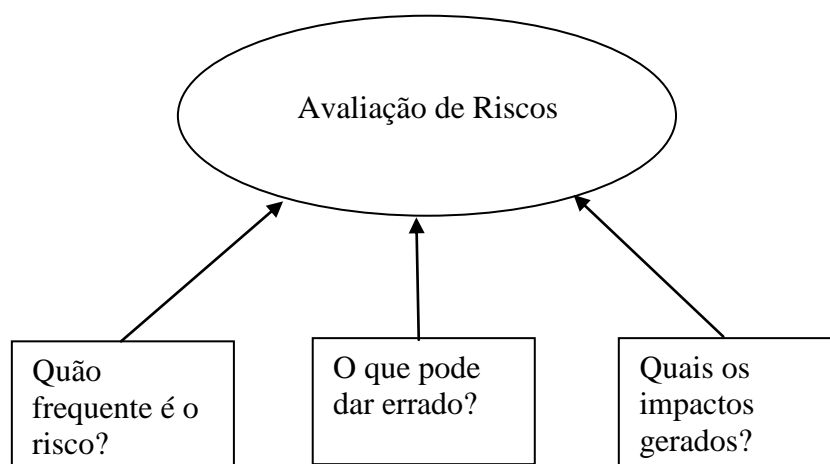 Avaliação de Riscos
Quão
frequente é o
risco?
O que pode
dar errado?
Quais os
impactos
gerados?